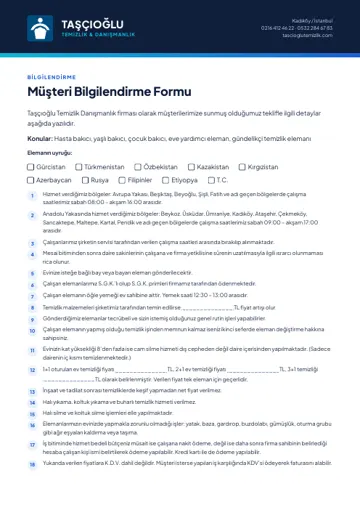 TAŞÇIOĞLU
TEMİZLİK & DANIŞMANLIK
Kadıköy / İstanbul
0216 412 46 22 · 0532 284 67 83
tascioglutemizlik.com
BİLGİLENDİRME
Müşteri Bilgilendirme Formu
Taşçıoğlu Temizlik Danışmanlık firması olarak müşterilerimize sunmuş olduğumuz teklifle ilgili detaylar
aşağıda yazılıdır.
Konular: Hasta bakıcı, yaşlı bakıcı, çocuk bakıcı, eve yardımcı eleman, gündelikçi temizlik elemanı
Elemanın uyruğu:
Gürcistan Türkmenistan Özbekistan Kazakistan Kırgızistan
Azerbaycan Rusya Filipinler Etiyopya T.C.
1 Hizmet verdiğimiz bölgeler: Avrupa Yakası, Beşiktaş, Beyoğlu, Şişli, Fatih ve adı geçen bölgelerde çalışma
saatlerimiz sabah 08:00 – akşam 16:00 arasıdır.
2 Anadolu Yakasında hizmet verdiğimiz bölgeler: Beykoz, Üsküdar, Ümraniye, Kadıköy, Ataşehir, Çekmeköy,
Sancaktepe, Maltepe, Kartal, Pendik ve adı geçen bölgelerde çalışma saatlerimiz sabah 09:00 – akşam 17:00
arasıdır.
3 Çalışanlarımız şirketin servisi tarafından verilen çalışma saatleri arasında bırakılıp alınmaktadır.
4 Mesai bitiminden sonra daire sakinlerinin çalışana ve firma yetkilisine sürenin uzatılmasıyla ilgili ısrarcı olunmaması
rica olunur.
5 Evinize isteğe bağlı bay veya bayan eleman gönderilecektir.
6 Çalışan elemanlarımız S.G.K.'lı olup S.G.K. primleri firmamız tarafından ödenmektedir.
7 Çalışan elemanın öğle yemeği ev sahibine aittir. Yemek saati 12:30 – 13:00 arasıdır.
8 Temizlik malzemeleri şirketimiz tarafından temin edilirse _______________ TL fiyat artışı olur.
9 Gönderdiğimiz elemanlar tecrübeli ve sizin istemiş olduğunuz genel rutin işleri yapabilirler.
10 Çalışan elemanın yapmış olduğu temizlik işinden memnun kalmazsanız ikinci seferde eleman değiştirme hakkına
sahipsiniz.
11 Evinizin kat yüksekliği 8'den fazla ise cam silme hizmeti dış cepheden değil daire içerisinden yapılmaktadır. (Sadece
dairenin iç kısmı temizlenmektedir.)
12 1+1 oturulan ev temizliği fiyatı _______________ TL, 2+1 ev temizliği fiyatı _______________ TL, 3+1 temizliği
_______________ TL olarak belirlenmiştir. Verilen fiyat tek eleman için geçerlidir.
13 İnşaat ve tadilat sonrası temizliklerde keşif yapmadan net fiyat verilmez.
14 Halı yıkama, koltuk yıkama ve buharlı temizlik hizmeti verilmez.
15 Halı silme ve koltuk silme işlemleri elle yapılmaktadır.
16 Elemanlarımızın evinizde yapmakla zorunlu olmadığı işler: yatak, baza, gardırop, buzdolabı, gümüşlük, oturma grubu
gibi ağır eşyaları kaldırma veya taşıma.
17 İş bitiminde hizmet bedeli bütçeniz müsait ise çalışana nakit ödeme, değil ise daha sonra firma sahibinin belirlediği
hesaba çalışan kişi ismi belirtilerek ödeme yapılabilir. Kredi kartı ile de ödeme yapılabilir.
18 Yukarıda verilen fiyatlara K.D.V. dahil değildir. Müşteri isterse yapılan iş karşılığında KDV'si ödeyerek faturasını alabilir.